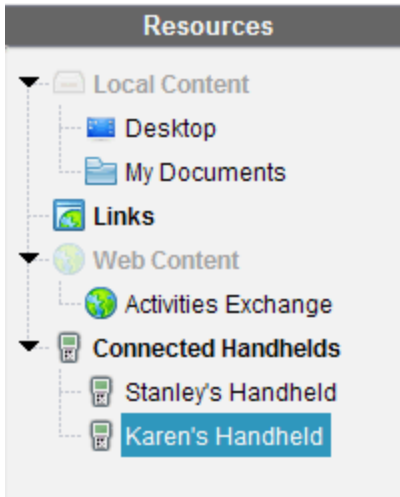 Resources
Local Content
Desktop
My Documents
Links
Web Content
Activities Exchange
Connected Handhelds
Stanley's Handheld
Karen's Handheld